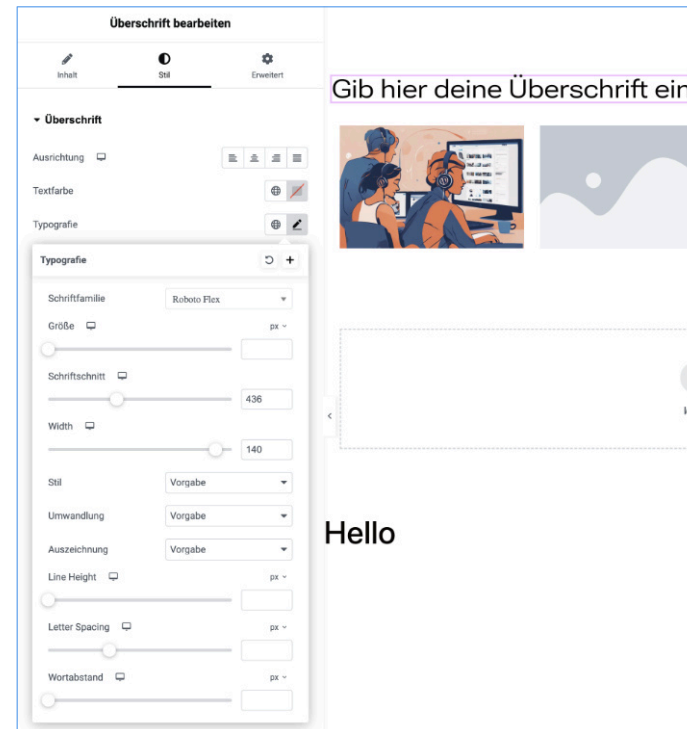 Überschrift bearbeiten
Inhalt
Stil
Erweitert
Überschrift
Ausrichtung
Textfarbe
Typografie
Typografie
Schriftfamilie
Roboto Flex
Größe
px
Schriftschnitt
436
Width
140
Stil
Vorgabe
Umwandlung
Vorgabe
Auszeichnung
Vorgabe
Line Height
px
Letter Spacing
px
Wortabstand
px
Gib hier deine Überschrift ein
Hello